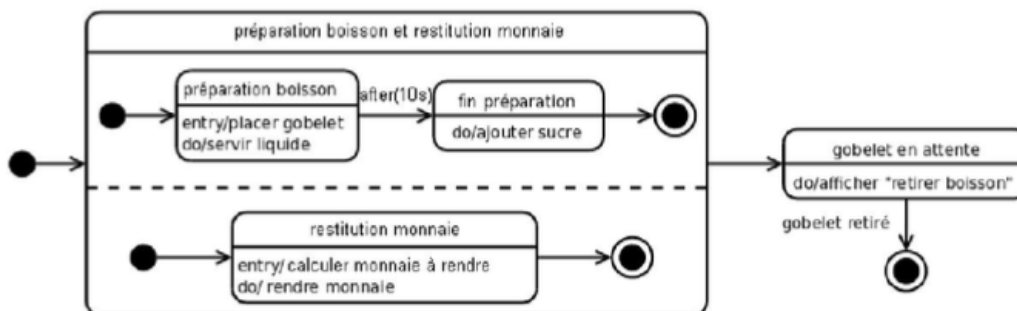 préparation boisson et restitution monnaie
préparation boisson
entry/placer gobelet
do/servir liquide
after(10s)
fin préparation
do/ajouter sucre
gobelet en attente
do/afficher "retirer boisson"
gobelet retiré
restitution monnaie
entry/calculer monnaie à rendre
do/ rendre monnaie